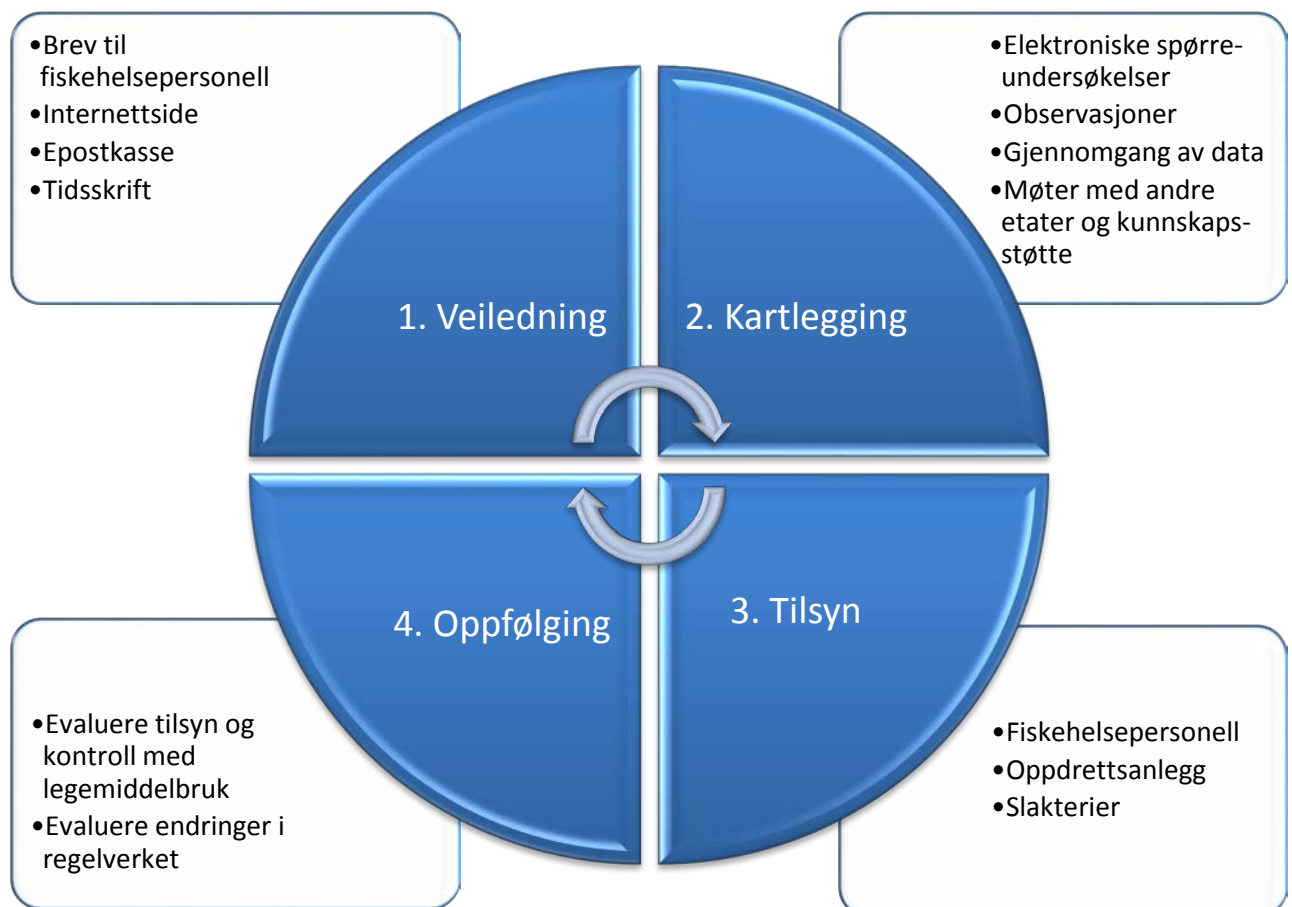 •Brev til
fiskehelsepersonell
•Internettside
•Epostkasse
•Tidsskrift
•Elektroniske spørre-
undersøkelser
•Observasjoner
•Gjennomgang av data
•Møter med andre
etater og kunnskaps-
støtte
1. Veiledning
2. Kartlegging
4. Oppfølging
3. Tilsyn
•Evaluere tilsyn og
kontroll med
legemiddelbruk
•Evaluere endringer i
regelverket
•Fiskehelsepersonell
•Oppdrettsanlegg
•Slakterier